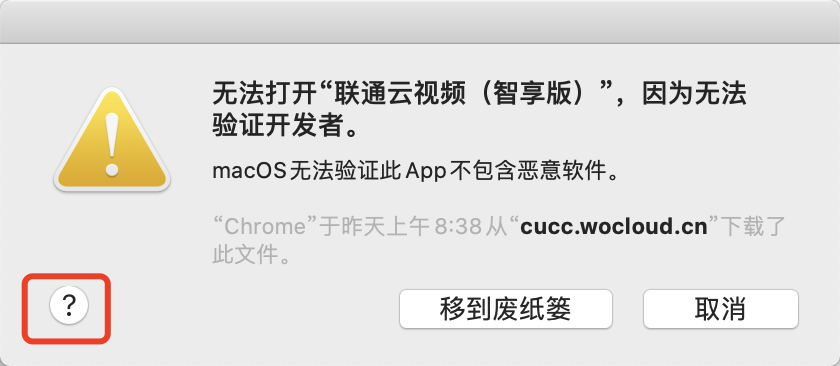 无法打开“联通云视频（智享版）”，因为无法
验证开发者。
macOS无法验证此App不包含恶意软件。
“Chrome”于昨天上午8:38从“cucc.wocloud.cn”下载了
此文件。
?
移到废纸篓
取消